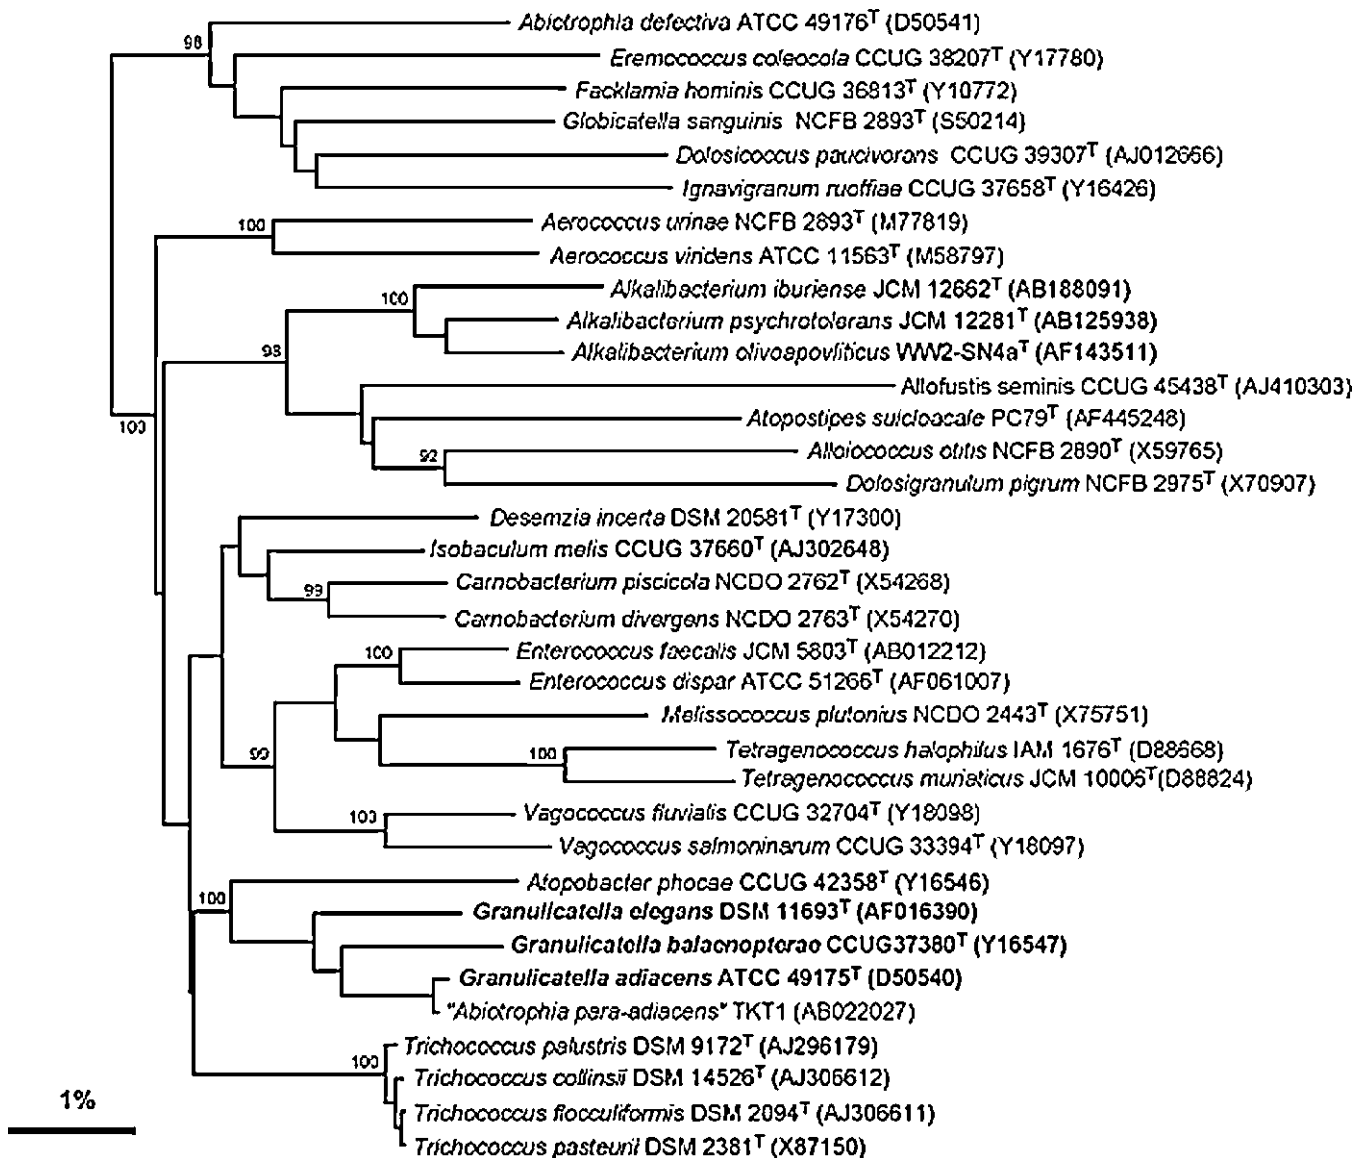 Abiotrophia defectiva ATCC 49176T (D50541)
98
Eremococcus coleocola CCUG 38207T (Y17780)
Facklamia hominis CCUG 36813T (Y10772)
Globicatella sanguinis NCFB 2893T (S50214)
Dolosicoccus paucivorans CCUG 39307T (AJ012666)
Ignavigranum ruoffiae CCUG 37658T (Y16426)
100 Aerococcus urinae NCFB 2893T (M77819)
Aerococcus viridans ATCC 11563T (M58797)
100 Alkalibacterium iburiense JCM 12662T (AB188091)
Alkalibacterium psychrotolerans JCM 12281T (AB125938)
98 Alkalibacterium olivoapovliticus WW2-SN4aT (AF143511)
Allofustis seminis CCUG 45438T (AJ410303)
100 Atopostipes suicloacale PC79T (AF445248)
92 Alloiococcus otitis NCFB 2890T (X59765)
Dolosigranulum pigrum NCFB 2975T (X70907)
Desemzia incerta DSM 20581T (Y17300)
Isobaculum melis CCUG 37660T (AJ302648)
99 Carnobacterium piscicola NCDO 2762T (X54268)
Carnobacterium divergens NCDO 2763T (X54270)
100 Enterococcus faecalis JCM 5803T (AB012212)
Enterococcus dispar ATCC 51266T (AF061007)
Melissococcus plutonius NCDO 2443T (X75751)
99 100 Tetragenococcus halophilus IAM 1676T (D88668)
Tetragenococcus muriaticus JCM 10006T(D88824)
100 Vagococcus fluvialis CCUG 32704T (Y18098)
Vagococcus salmoninarum CCUG 33394T (Y18097)
Atopobacter phocae CCUG 42358T (Y16546)
100 Granulicatella elegans DSM 11693T (AF016390)
Granulicatella balaenopterae CCUG37380T (Y16547)
Granulicatella adiacens ATCC 49175T (D50540)
"Abiotrophia para-adiacens" TKT1 (AB022027)
100 Trichococcus palustris DSM 9172T (AJ296179)
Trichococcus collinsii DSM 14526T (AJ306612)
1% Trichococcus flocculiformis DSM 2094T (AJ306611)
Trichococcus pasteurii DSM 2381T (X87150)